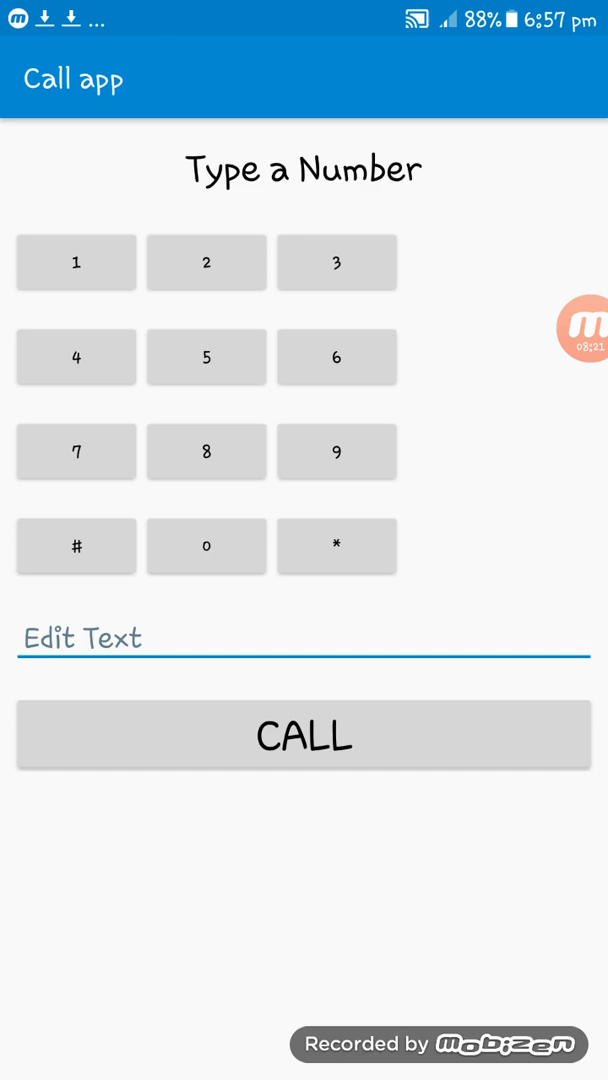 m ... 88% 6:57 pm
Call app
Type a Number
1 2 3
m
08:21
4 5 6
7 8 9
# 0 *
Edit Text
CALL
Recorded by mobizen